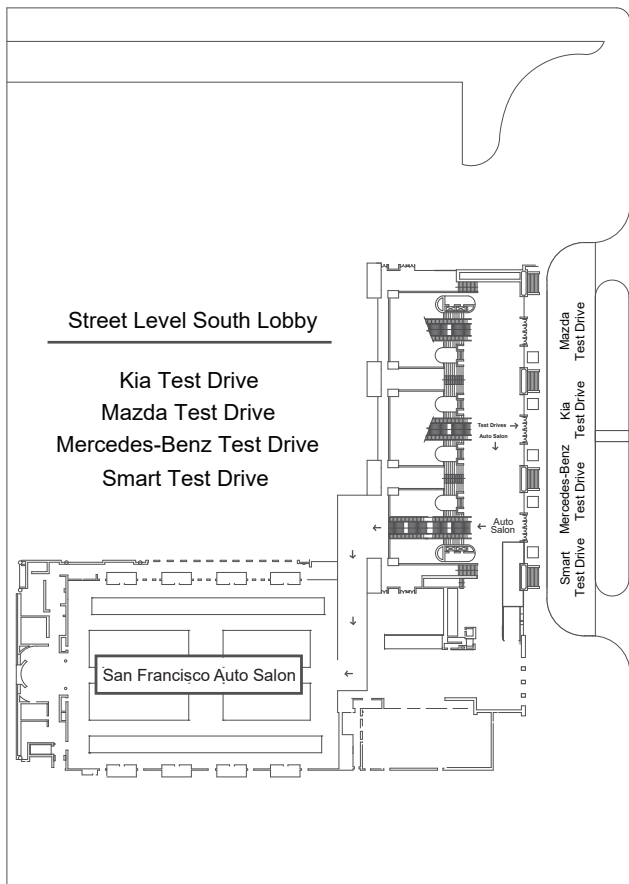 Street Level South Lobby
Kia Test Drive
Mazda Test Drive
Mercedes-Benz Test Drive
Smart Test Drive
Mazda
Test Drive
Kia
Test Drive
Mercedes-Benz
Test Drive
Smart
Test Drive
Test Drives
Auto Salon
Auto
Salon
San Francisco Auto Salon